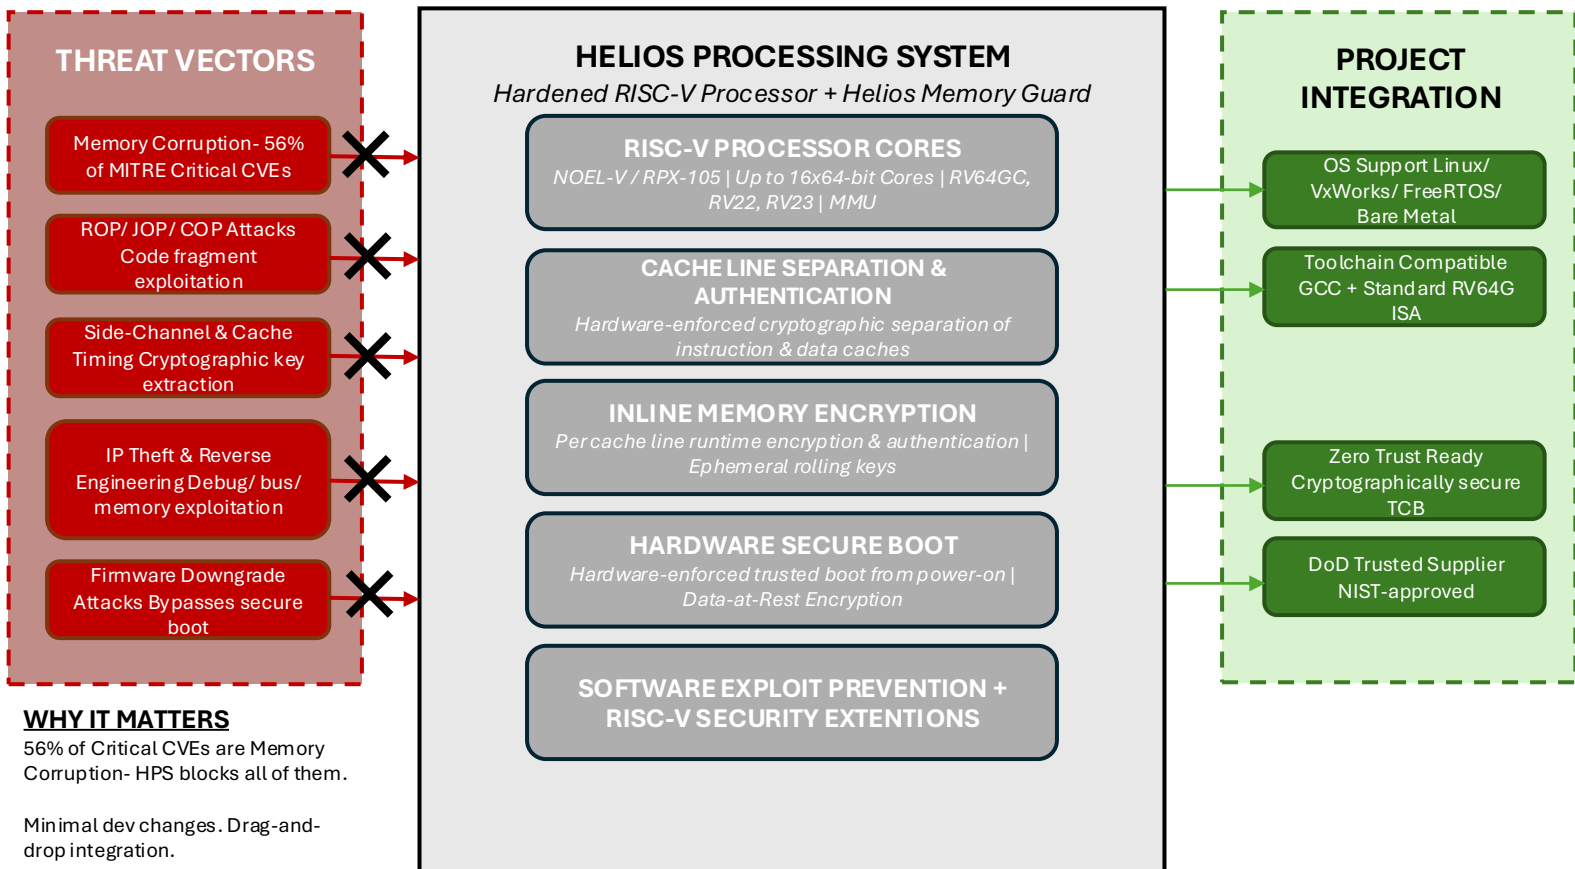 THREAT VECTORS
Memory Corruption- 56%
of MITRE Critical CVEs
ROP/ JOP/ COP Attacks
Code fragment
exploitation
Side-Channel & Cache
Timing Cryptographic key
extraction
IP Theft & Reverse
Engineering Debug/ bus/
memory exploitation
Firmware Downgrade
Attacks Bypasses secure
boot
WHY IT MATTERS
56% of Critical CVEs are Memory
Corruption- HPS blocks all of them.
Minimal dev changes. Drag-and-
drop integration.
HELIOS PROCESSING SYSTEM
Hardened RISC-V Processor + Helios Memory Guard
RISC-V PROCESSOR CORES
NOEL-V / RPX-105 | Up to 16x64-bit Cores | RV64GC,
RV22, RV23 | MMU
CACHE LINE SEPARATION &
AUTHENTICATION
Hardware-enforced cryptographic separation of
instruction & data caches
INLINE MEMORY ENCRYPTION
Per cache line runtime encryption & authentication |
Ephemeral rolling keys
HARDWARE SECURE BOOT
Hardware-enforced trusted boot from power-on |
Data-at-Rest Encryption
SOFTWARE EXPLOIT PREVENTION +
RISC-V SECURITY EXTENTIONS
PROJECT
INTEGRATION
OS Support Linux/
VxWorks/ FreeRTOS/
Bare Metal
Toolchain Compatible
GCC + Standard RV64G
ISA
Zero Trust Ready
Cryptographically secure
TCB
DoD Trusted Supplier
NIST-approved